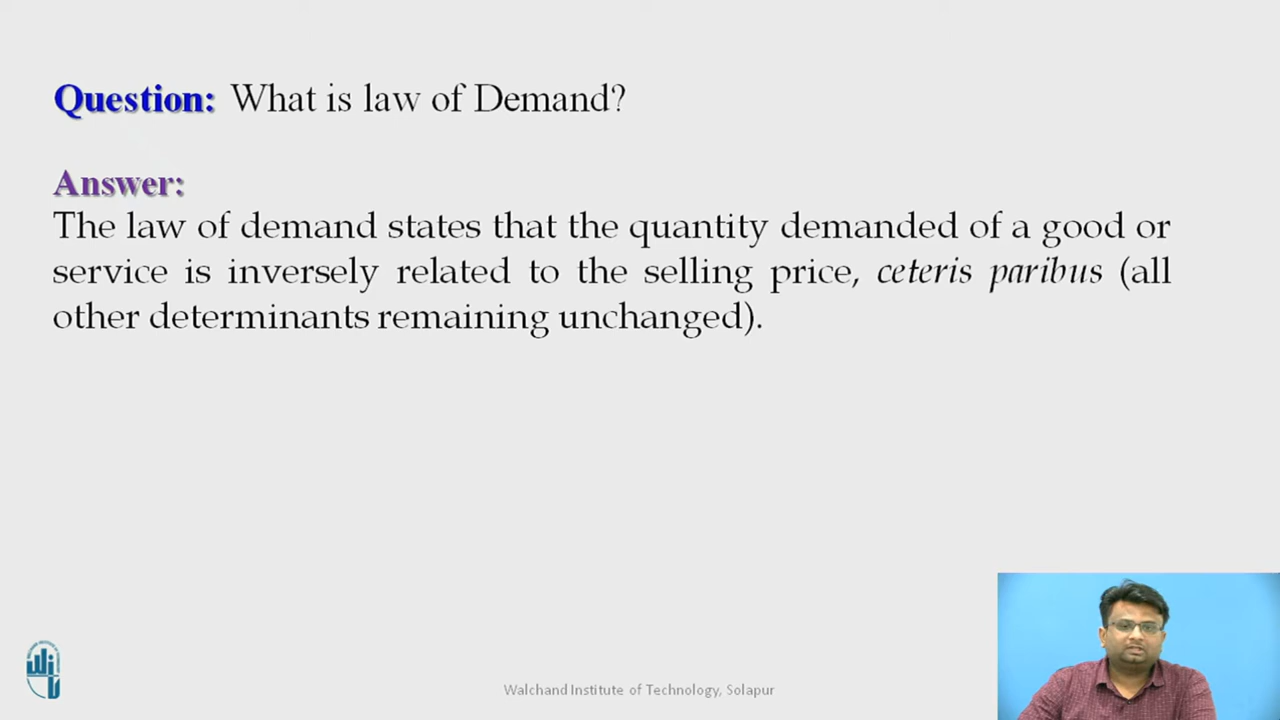 Question: What is law of Demand?
Answer:
The law of demand states that the quantity demanded of a good or
service is inversely related to the selling price, ceteris paribus (all
other determinants remaining unchanged).
Walchand Institute of Technology, Solapur